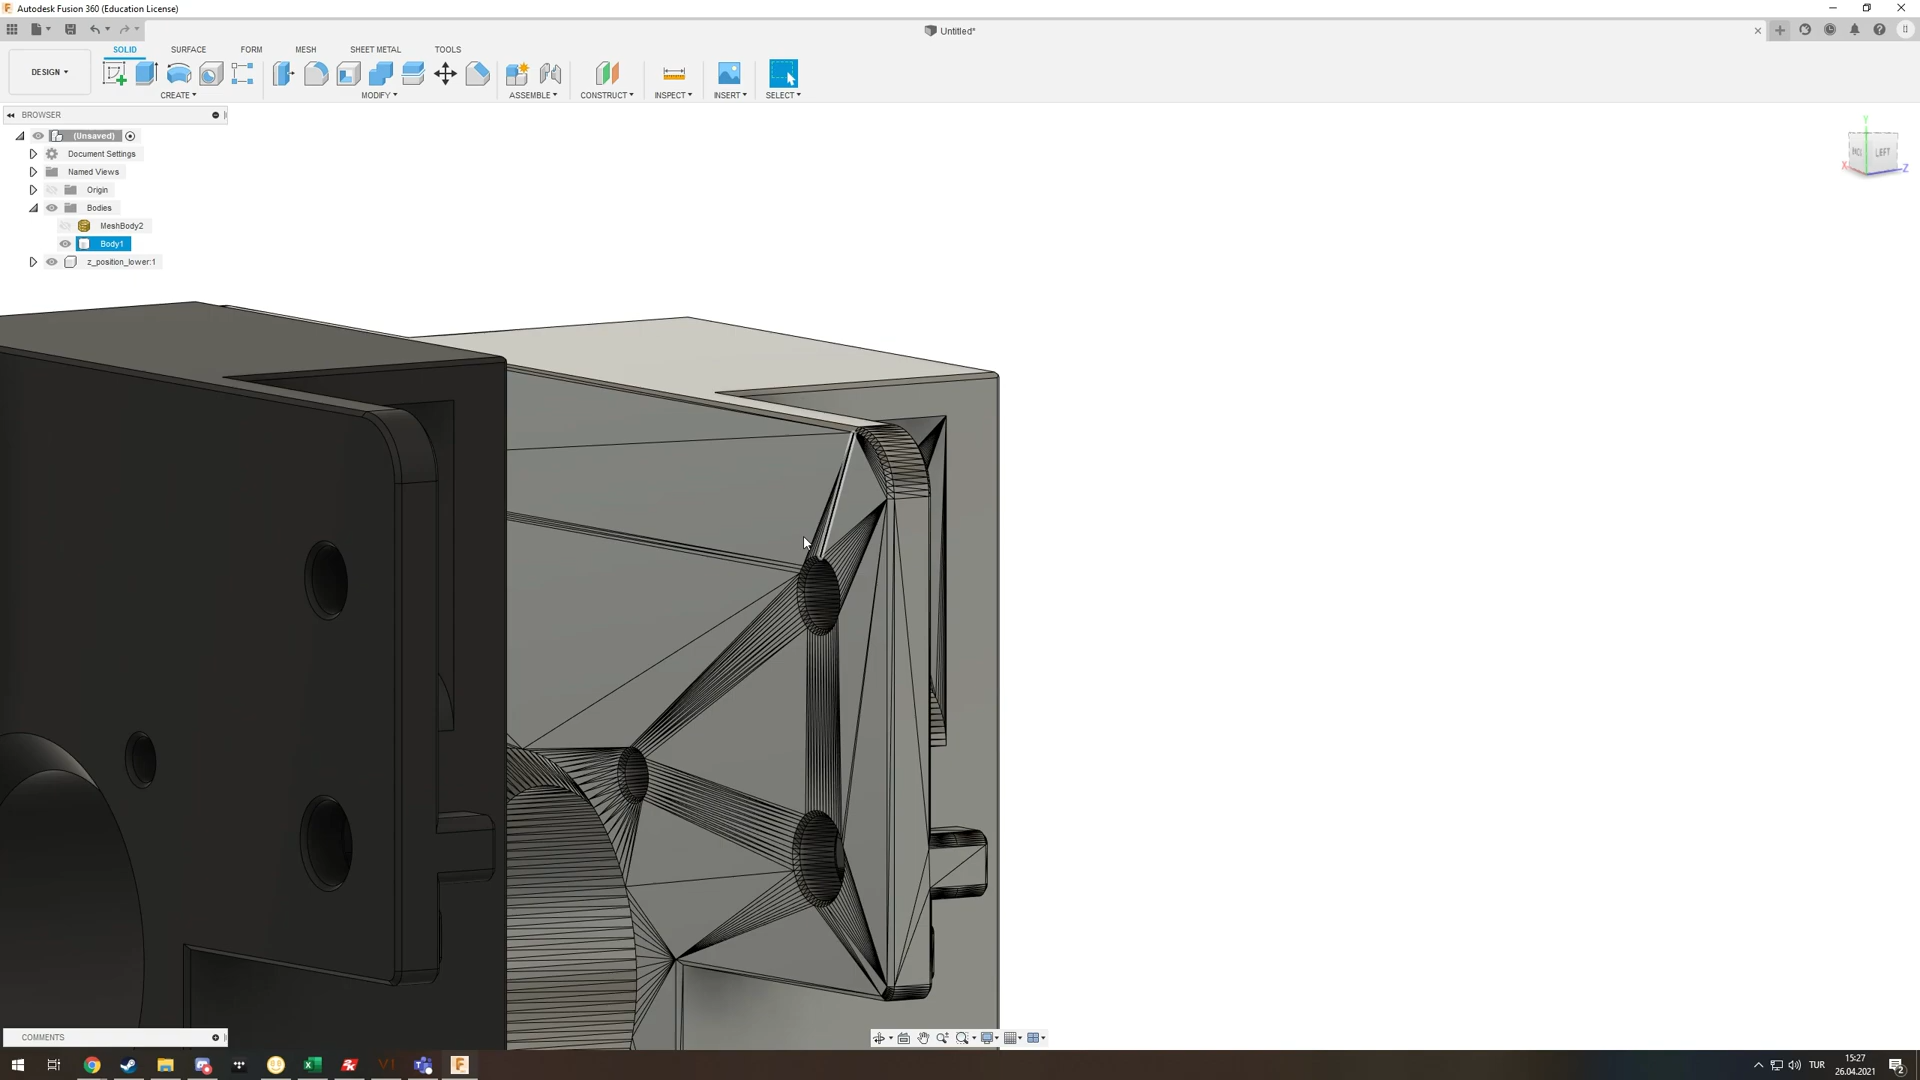 Autodesk Fusion 360 (Education License)
Untitled*
SOLID SURFACE FORM MESH SHEET METAL TOOLS
DESIGN
CREATE MODIFY ASSEMBLE CONSTRUCT INSPECT INSERT SELECT
BROWSER
(Unsaved)
Document Settings
Named Views
Origin
Bodies
MeshBody2
Body1
z_position_lower:1
Y
LEFT
X
Z
COMMENTS
TUR
15:27
26.04.2021
2